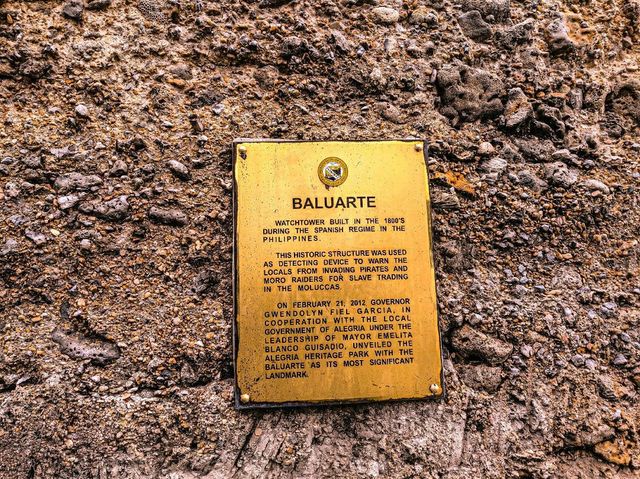 BALUARTE
WATCHTOWER BUILT IN THE 1800'S
DURING THE SPANISH REGIME IN THE
PHILIPPINES.
THIS HISTORIC STRUCTURE WAS USED
AS DETECTING DEVICE TO WARN THE
LOCALS FROM INVADING PIRATES AND
MORO RAIDERS FOR SLAVE TRADING
IN THE MOLUCCAS.
ON FEBRUARY 21, 2012 GOVERNOR
GWENDOLYN FIEL GARCIA, IN
COOPERATION WITH THE LOCAL
GOVERNMENT OF ALEGRIA UNDER THE
LEADERSHIP OF MAYOR EMELITA
BLANCO GUISADIO, UNVEILED THE
ALEGRIA HERITAGE PARK WITH THE
BALUARTE AS ITS MOST SIGNIFICANT
LANDMARK.